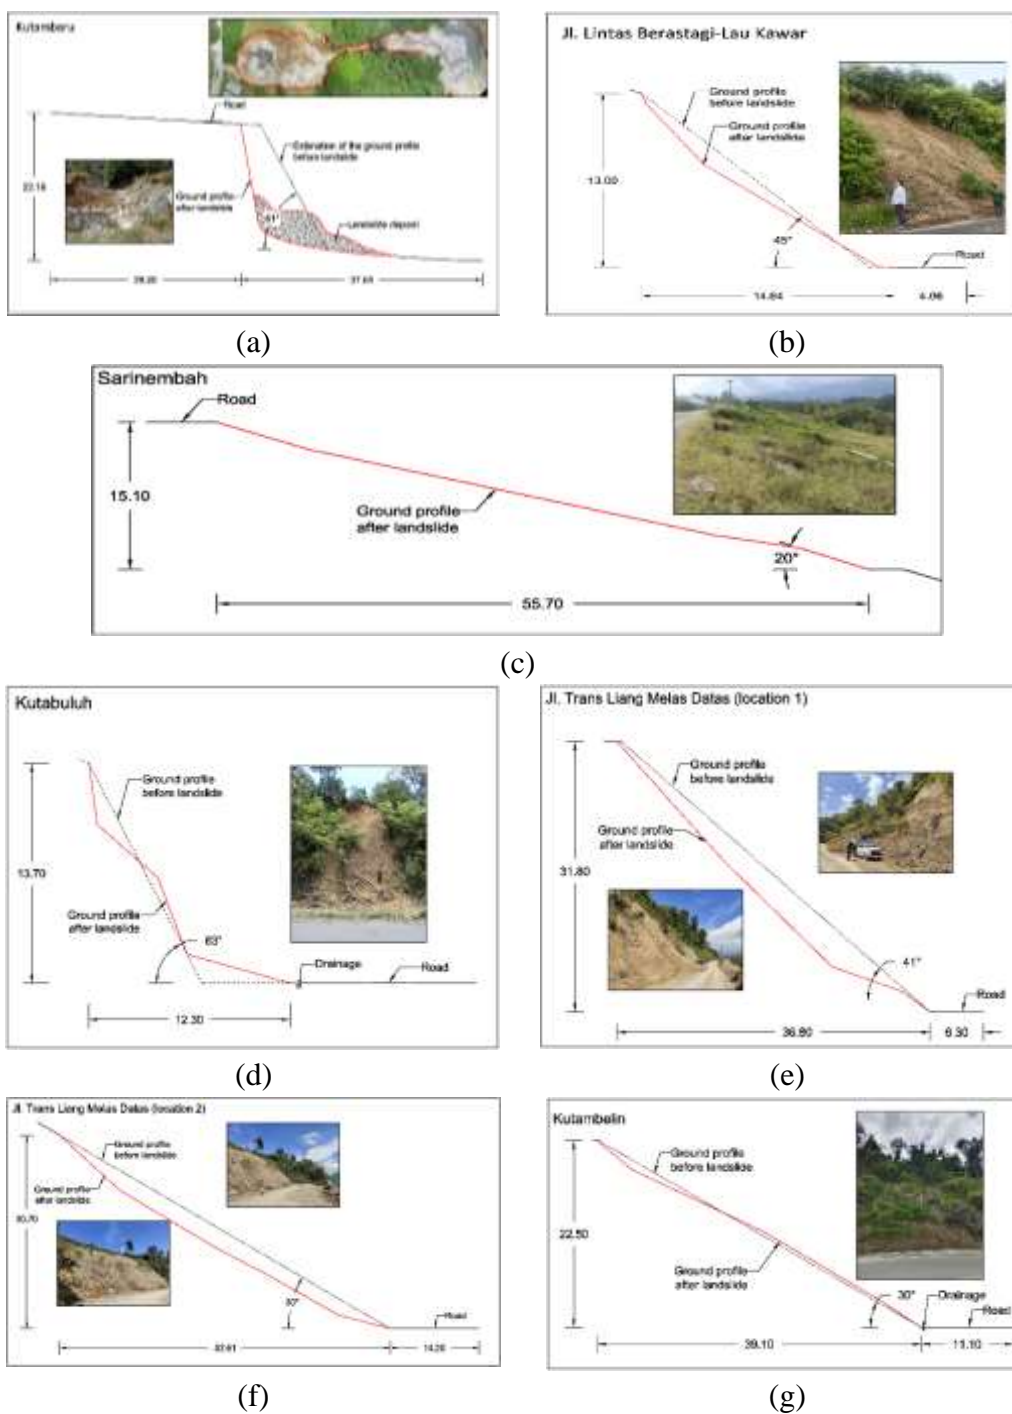 Kutambaru
Road
Estimation of the ground profile
before landslide
Ground profile
after landslide
Landslide deposit
(a)
Jl. Lintas Berastagi-Lau Kawar
Ground profile
before landslide
Ground profile
after landslide
13.00
45°
Road
14.84
(b)
Sarinembah
Road
15.10
Ground profile
after landslide
20°
55.70
(c)
Kutabuluh
Ground profile
before landslide
13.70
Ground profile
after landslide
63°
Drainage
Road
12.30
(d)
Jl. Trans Liang Melas Datas (location 1)
Ground profile
before landslide
Ground profile
after landslide
31.80
41°
Road
36.80
6.30
(e)
Jl. Trans Liang Melas Datas (location 2)
Ground profile
before landslide
Ground profile
after landslide
Road
(f)
Kutambelin
Ground profile
before landslide
22.50
Ground profile
after landslide
30°
Drainage
Road
39.10
11.10
(g)